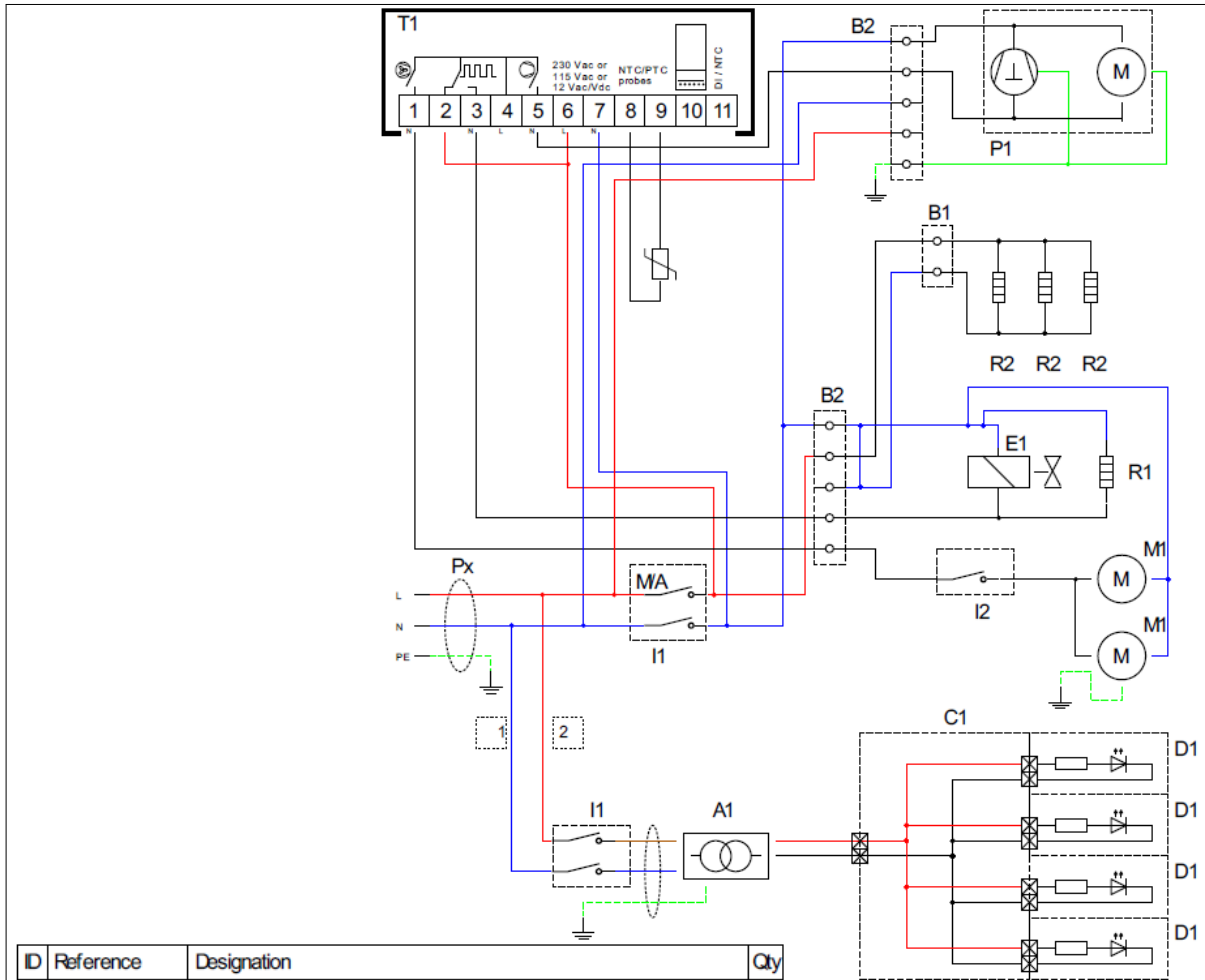 T1
230 Vac or
115 Vac or
12 Vac/Vdc
NTC/PTC
probes
DI / NTC
1 2 3 4 5 6 7 8 9 10 11
N N L N L N
B2
M
P1
B1
R2 R2 R2
B2
E1
R1
Px
M/A
L
N
PE
I1
I2
M1
M
M1
M
1
2
C1
I1
A1
D1
D1
D1
D1
ID Reference Designation Qty